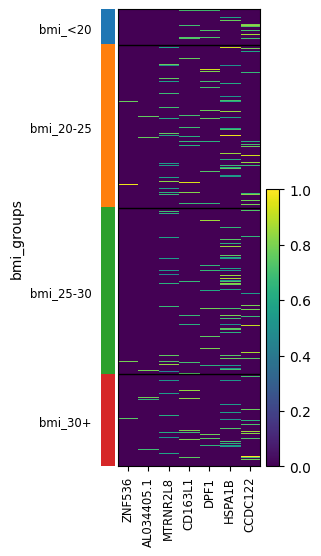 bmi_<20
bmi_20-25
bmi_25-30
bmi_30+
bmi_groups
1.0
0.8
0.6
0.4
0.2
0.0
ZNF536
AL034405.1
MTRNR2L8
CD163L1
DPF1
HSPA1B
CCDC122